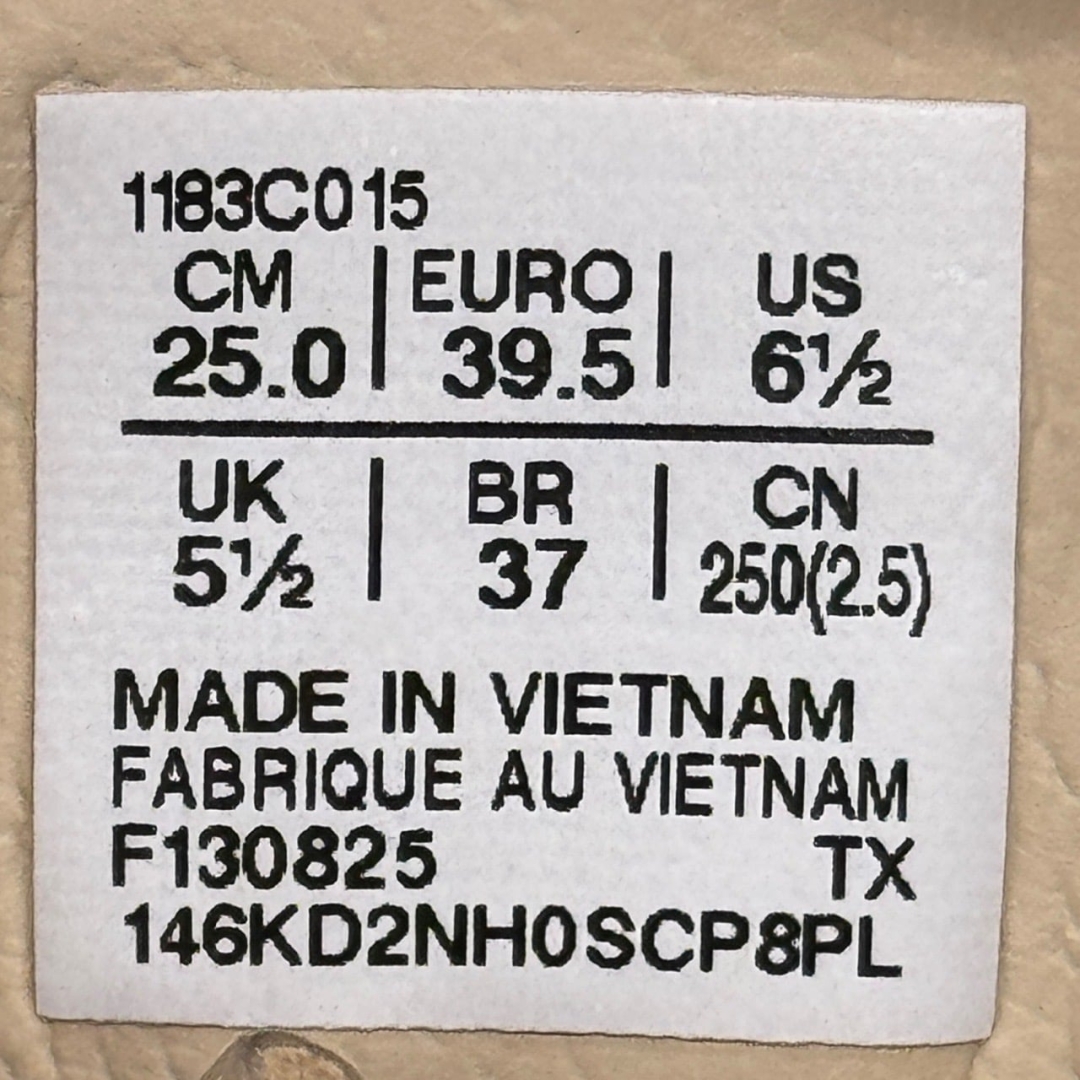 1183C015
CM | EURO | US
25.0 | 39.5 | 6½
UK | BR | CN
5½ | 37 | 250(2.5)
MADE IN VIETNAM
FABRIQUE AU VIETNAM
F130825 TX
146KD2NH0SCP8PL